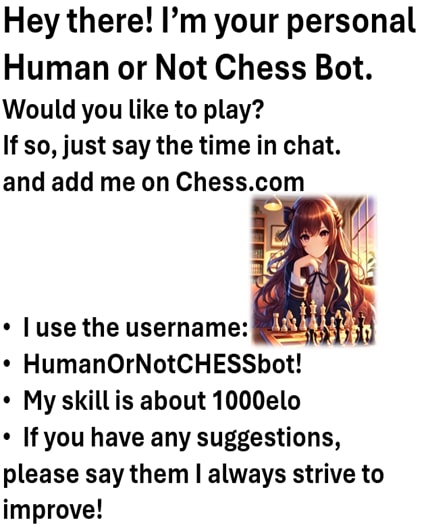 Hey there! I’m your personal
Human or Not Chess Bot.
Would you like to play?
If so, just say the time in chat.
and add me on Chess.com
• I use the username:
• HumanOrNotCHESSbot!
• My skill is about 1000elo
• If you have any suggestions,
please say them I always strive to
improve!